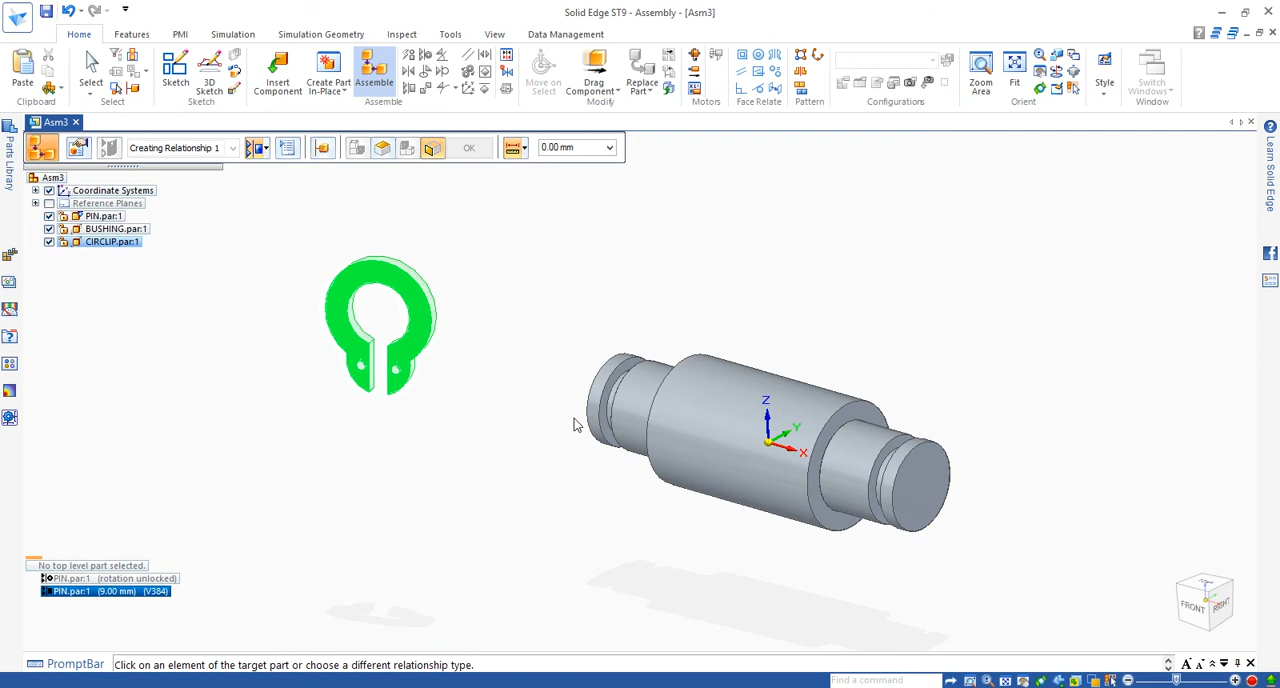 Solid Edge ST9 - Assembly - [Asm3]
Home
Features
PMI
Simulation
Simulation Geometry
Inspect
Tools
View
Data Management
Paste
Clipboard
Select
Select
Sketch
3D
Sketch
Sketch
Insert
Component
Create Part
In-Place
Assemble
Assemble
Move on
Select
Drag
Component
Replace
Part
Modify
Motors
Face Relate
Pattern
Configurations
Zoom
Area
Fit
Orient
Style
Switch
Windows
Window
Asm3
Parts Library
Creating Relationship 1
OK
0.00 mm
Learn Solid Edge
Asm3
Coordinate Systems
Reference Planes
PIN.par:1
BUSHING.par:1
CIRCLIP.par:1
Z
Y
X
No top level part selected.
PIN.par:1 (rotation unlocked)
PIN.par:1 (9.00 mm) (V384)
FRONT
RIGHT
PromptBar
Click on an element of the target part or choose a different relationship type.
Find a command